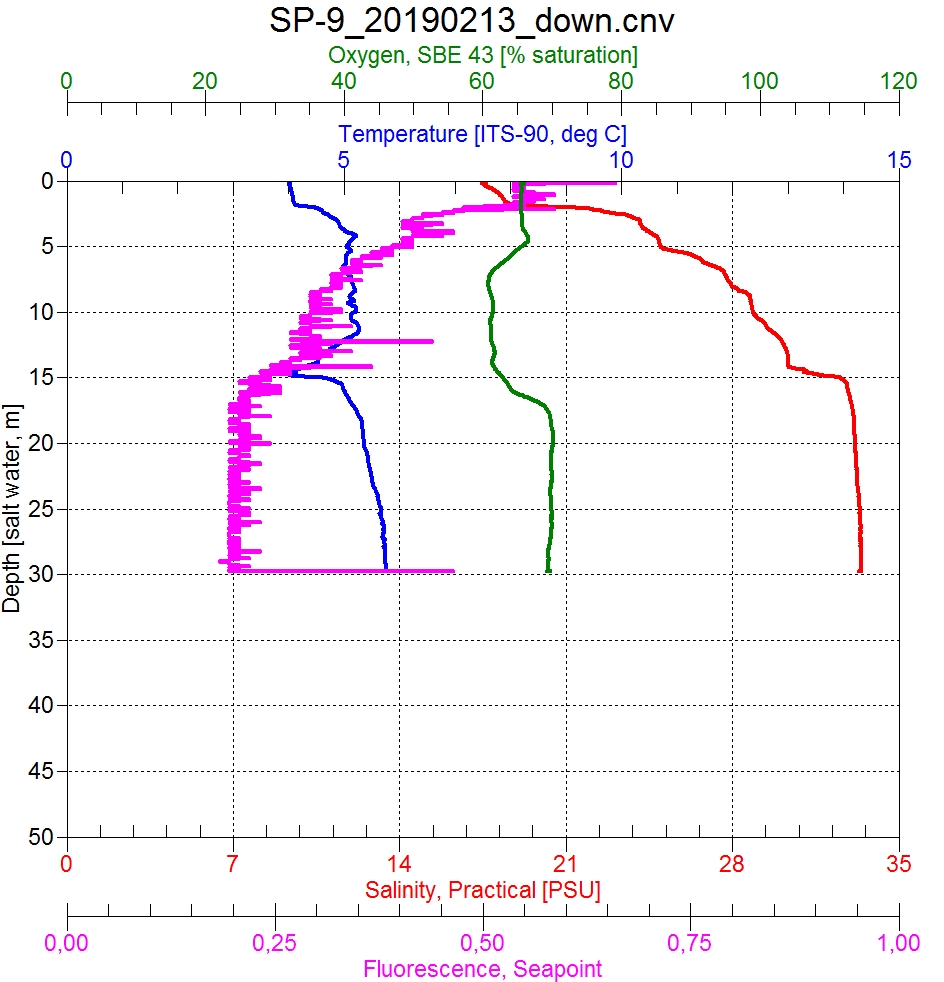 SP-9_20190213_down.cnv
Oxygen, SBE 43 [% saturation]
0 20 40 60 80 100 120
Temperature [ITS-90, deg C]
0 5 10 15
Depth [salt water, m]
0
5
10
15
20
25
30
35
40
45
50
0 7 14 21 28 35
Salinity, Practical [PSU]
0,00 0,25 0,50 0,75 1,00
Fluorescence, Seapoint